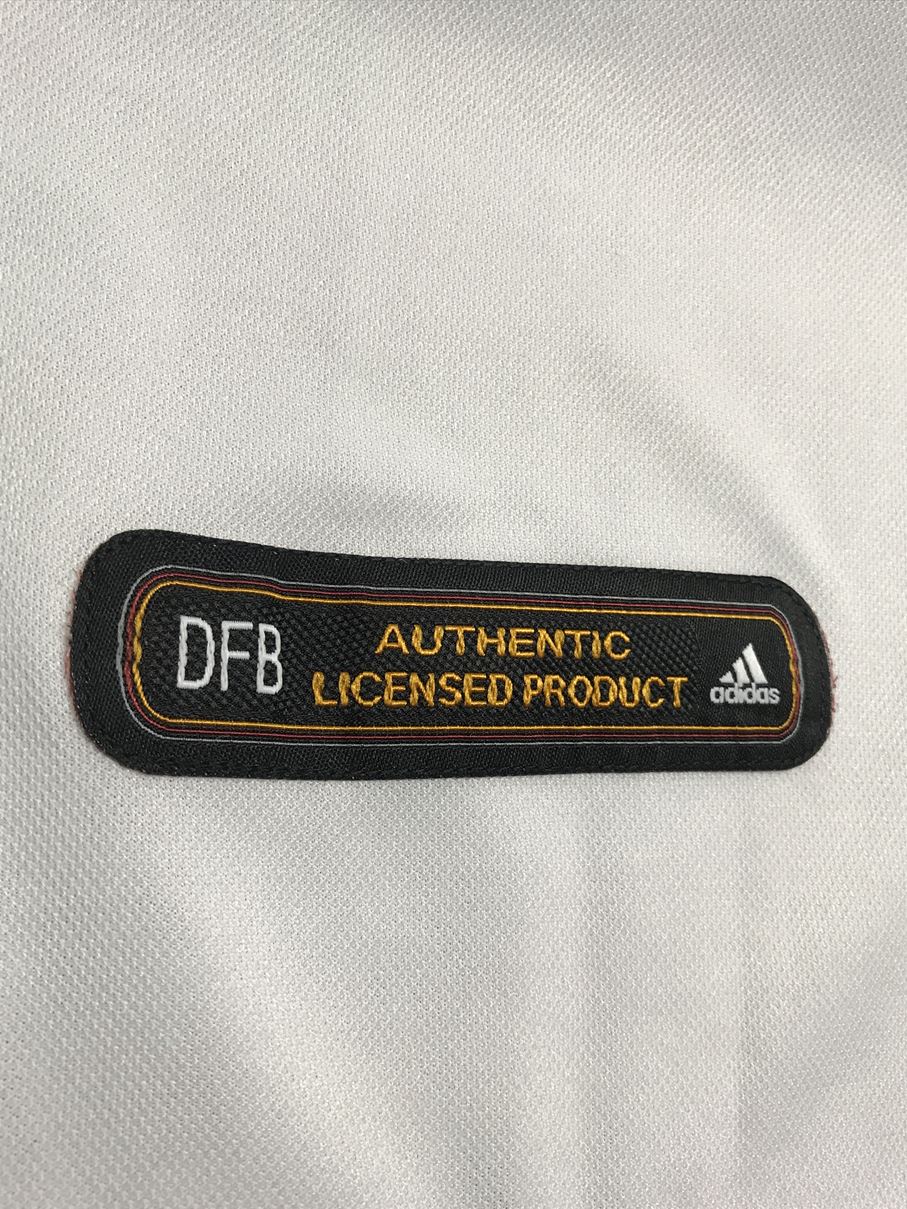 DFB
AUTHENTIC
LICENSED PRODUCT
adidas